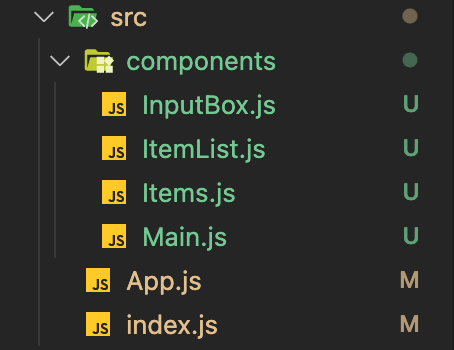 src
components
JS InputBox.js U
JS ItemList.js U
JS Items.js U
JS Main.js U
JS App.js M
JS index.js M